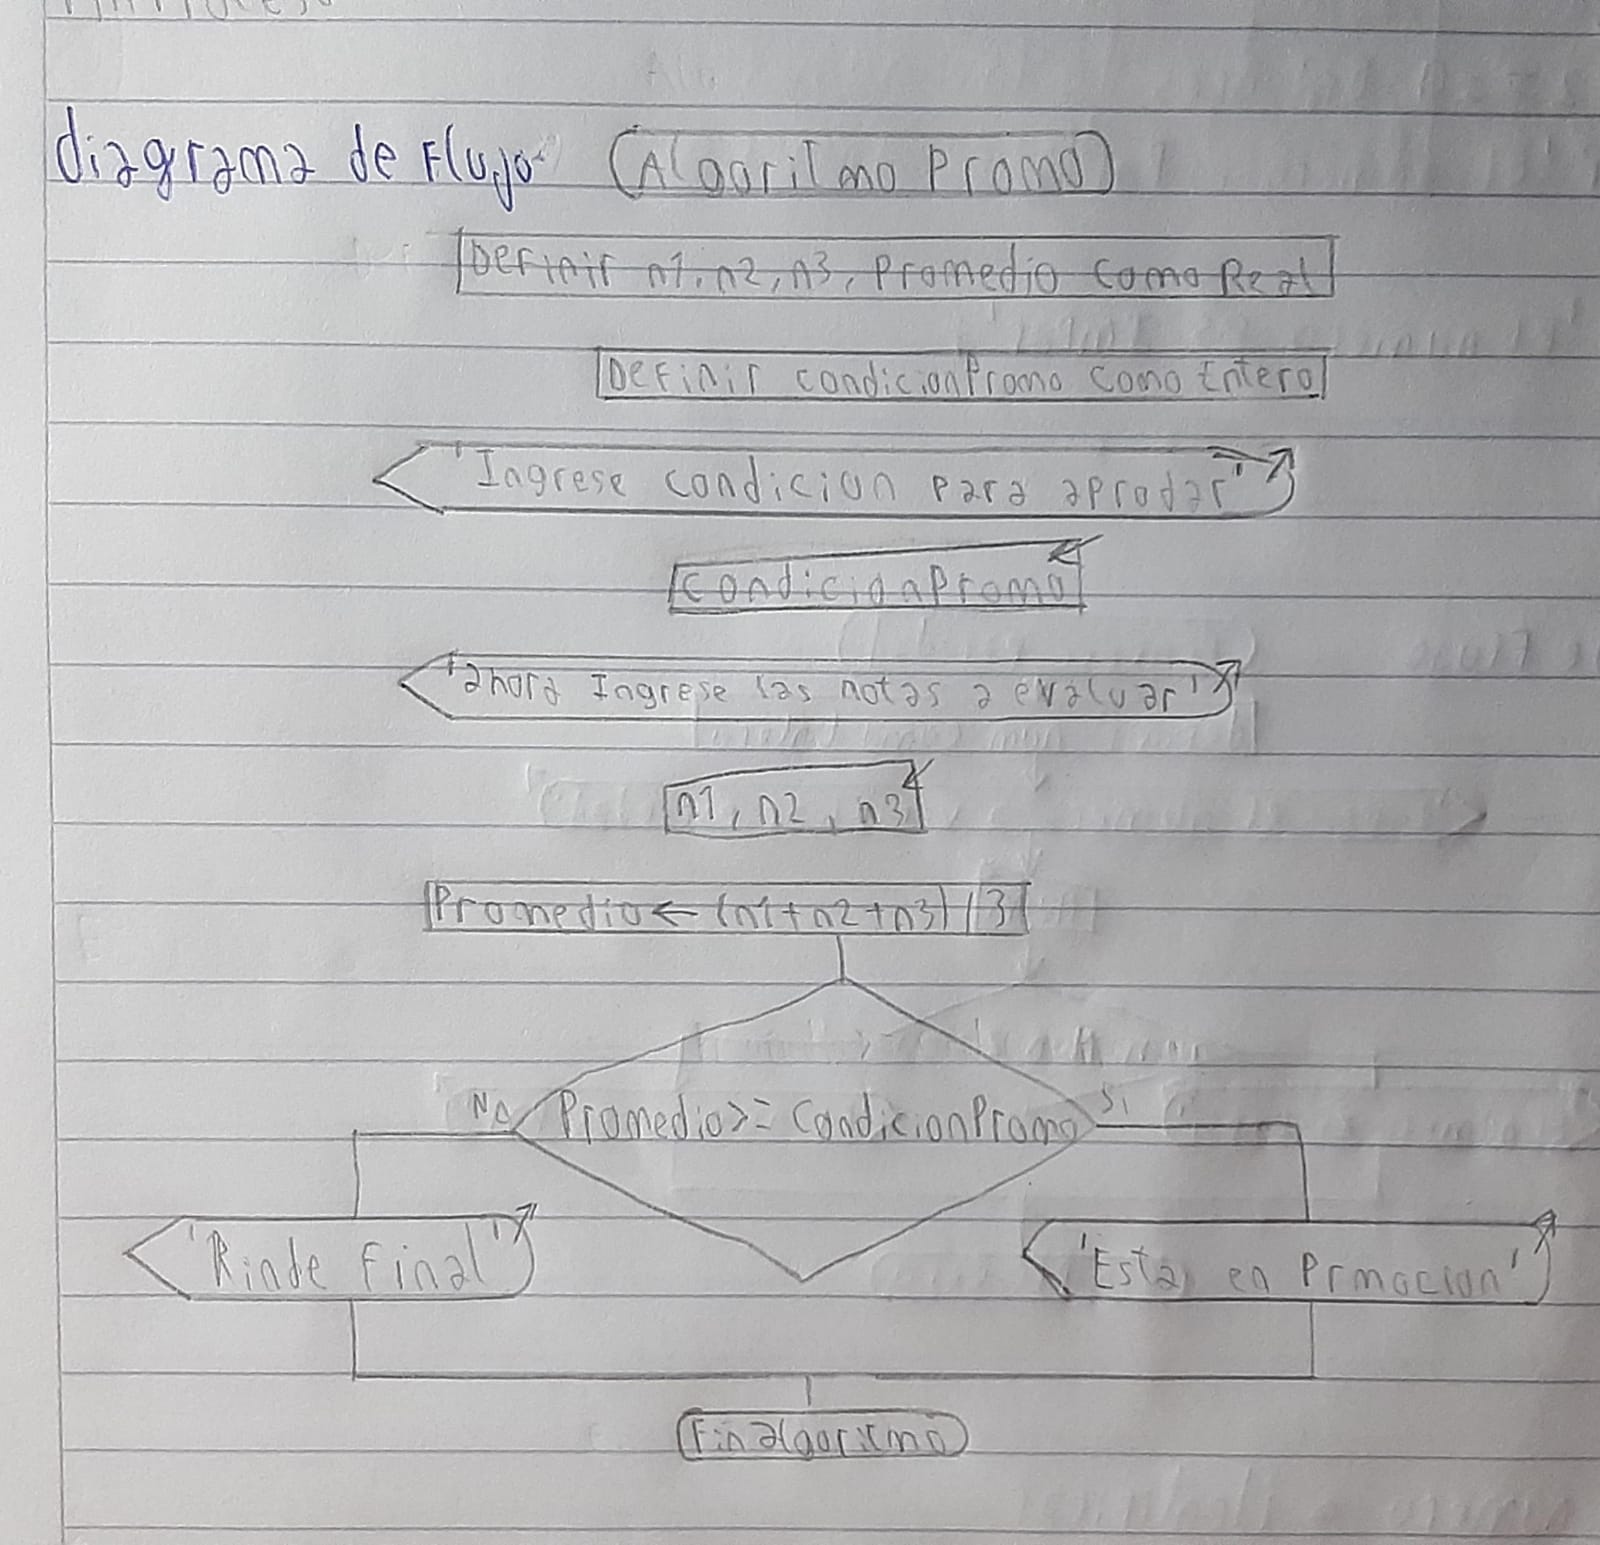 diagrama de Flujo Algoritmo Promo
Definir n1, n2, n3, Promedio Como Real
Definir condicionPromo como Entero
'Ingrese condicion para aprobar'
CondicionPromo
'ahora Ingrese las notas a evaluar'
n1, n2, n3
Promedio ← (n1+n2+n3) / 3
No Promedio >= CondicionPromo Si
'Rinde Final' 'Esta en Prmocion'
Finalgoritmo